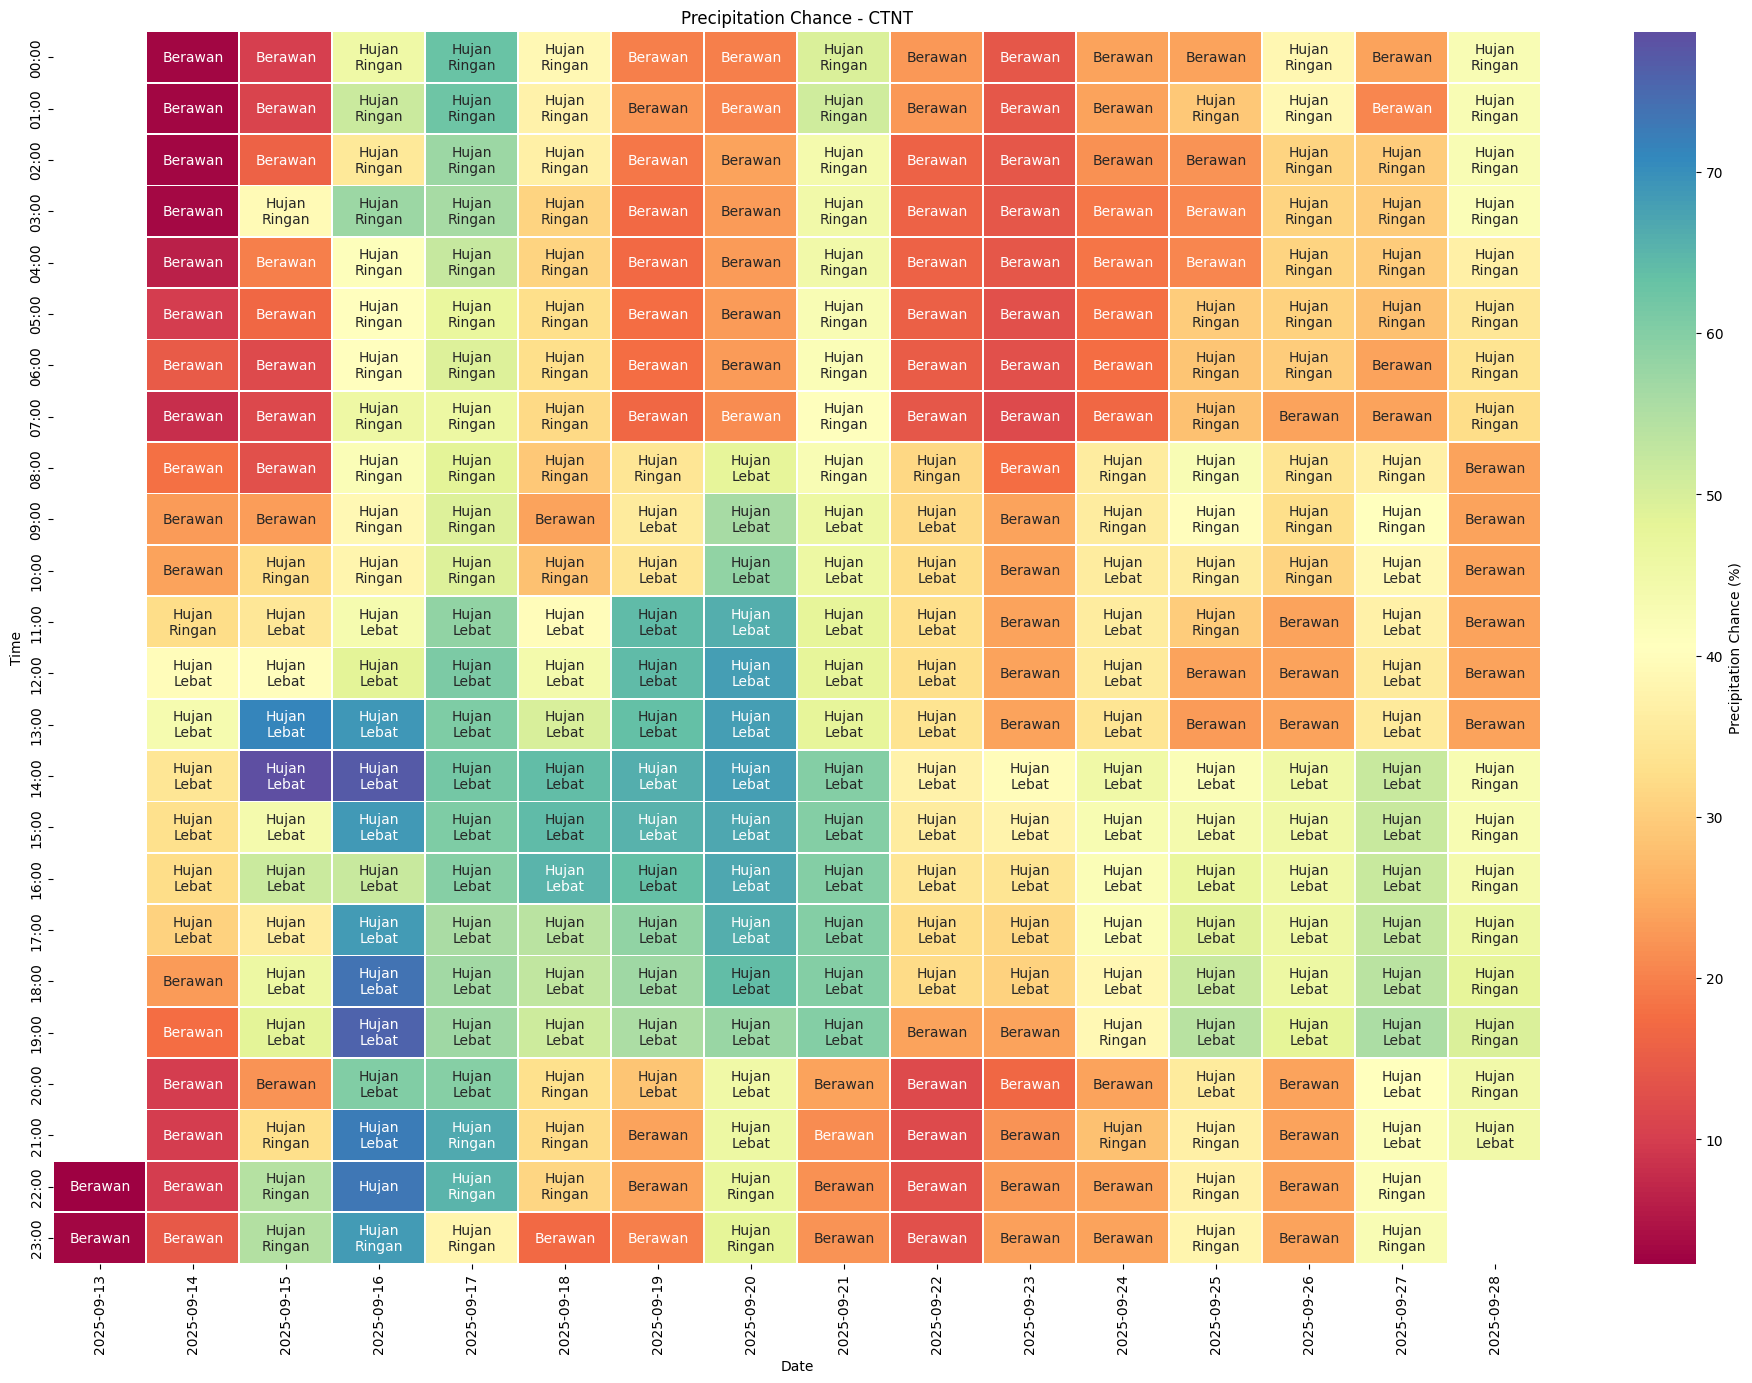 Precipitation Chance - CTNT
00:00 Berawan Berawan Hujan Ringan Hujan Ringan Hujan Ringan Berawan Berawan Hujan Ringan Berawan Berawan Berawan Berawan Hujan Ringan Berawan Hujan Ringan
01:00 Berawan Berawan Hujan Ringan Hujan Ringan Hujan Ringan Berawan Berawan Hujan Ringan Berawan Berawan Berawan Hujan Ringan Hujan Ringan Berawan Hujan Ringan
02:00 Berawan Berawan Hujan Ringan Hujan Ringan Hujan Ringan Berawan Berawan Hujan Ringan Berawan Berawan Berawan Berawan Hujan Ringan Hujan Ringan Hujan Ringan
03:00 Berawan Hujan Ringan Hujan Ringan Hujan Ringan Hujan Ringan Berawan Berawan Hujan Ringan Berawan Berawan Berawan Berawan Hujan Ringan Hujan Ringan Hujan Ringan
04:00 Berawan Berawan Hujan Ringan Hujan Ringan Hujan Ringan Berawan Berawan Hujan Ringan Berawan Berawan Berawan Berawan Hujan Ringan Hujan Ringan Hujan Ringan
05:00 Berawan Berawan Hujan Ringan Hujan Ringan Hujan Ringan Berawan Berawan Hujan Ringan Berawan Berawan Berawan Hujan Ringan Hujan Ringan Hujan Ringan Hujan Ringan
06:00 Berawan Berawan Hujan Ringan Hujan Ringan Hujan Ringan Berawan Berawan Hujan Ringan Berawan Berawan Berawan Hujan Ringan Hujan Ringan Berawan Hujan Ringan
07:00 Berawan Berawan Hujan Ringan Hujan Ringan Hujan Ringan Berawan Berawan Hujan Ringan Berawan Berawan Berawan Hujan Ringan Berawan Berawan Hujan Ringan
08:00 Berawan Berawan Hujan Ringan Hujan Ringan Hujan Ringan Hujan Ringan Hujan Lebat Hujan Ringan Hujan Ringan Berawan Hujan Ringan Hujan Ringan Hujan Ringan Hujan Ringan Berawan
09:00 Berawan Berawan Hujan Ringan Hujan Ringan Berawan Hujan Lebat Hujan Lebat Hujan Lebat Hujan Lebat Berawan Hujan Ringan Hujan Ringan Hujan Ringan Hujan Ringan Berawan
10:00 Berawan Hujan Ringan Hujan Ringan Hujan Ringan Hujan Ringan Hujan Lebat Hujan Lebat Hujan Lebat Hujan Lebat Berawan Hujan Lebat Hujan Ringan Hujan Ringan Hujan Lebat Berawan
11:00 Hujan Ringan Hujan Lebat Hujan Lebat Hujan Lebat Hujan Lebat Hujan Lebat Hujan Lebat Hujan Lebat Hujan Lebat Berawan Hujan Lebat Hujan Ringan Berawan Hujan Lebat Berawan
12:00 Hujan Lebat Hujan Lebat Hujan Lebat Hujan Lebat Hujan Lebat Hujan Lebat Hujan Lebat Hujan Lebat Hujan Lebat Berawan Hujan Lebat Berawan Berawan Hujan Lebat Berawan
13:00 Hujan Lebat Hujan Lebat Hujan Lebat Hujan Lebat Hujan Lebat Hujan Lebat Hujan Lebat Hujan Lebat Hujan Lebat Berawan Hujan Lebat Berawan Berawan Hujan Lebat Berawan
14:00 Hujan Lebat Hujan Lebat Hujan Lebat Hujan Lebat Hujan Lebat Hujan Lebat Hujan Lebat Hujan Lebat Hujan Lebat Hujan Lebat Hujan Lebat Hujan Lebat Hujan Lebat Hujan Lebat Hujan Ringan
15:00 Hujan Lebat Hujan Lebat Hujan Lebat Hujan Lebat Hujan Lebat Hujan Lebat Hujan Lebat Hujan Lebat Hujan Lebat Hujan Lebat Hujan Lebat Hujan Lebat Hujan Lebat Hujan Lebat Hujan Ringan
16:00 Hujan Lebat Hujan Lebat Hujan Lebat Hujan Lebat Hujan Lebat Hujan Lebat Hujan Lebat Hujan Lebat Hujan Lebat Hujan Lebat Hujan Lebat Hujan Lebat Hujan Lebat Hujan Lebat Hujan Ringan
17:00 Hujan Lebat Hujan Lebat Hujan Lebat Hujan Lebat Hujan Lebat Hujan Lebat Hujan Lebat Hujan Lebat Hujan Lebat Hujan Lebat Hujan Lebat Hujan Lebat Hujan Lebat Hujan Lebat Hujan Ringan
18:00 Berawan Hujan Lebat Hujan Lebat Hujan Lebat Hujan Lebat Hujan Lebat Hujan Lebat Hujan Lebat Hujan Lebat Hujan Lebat Hujan Lebat Hujan Lebat Hujan Lebat Hujan Lebat Hujan Ringan
19:00 Berawan Hujan Lebat Hujan Lebat Hujan Lebat Hujan Lebat Hujan Lebat Hujan Lebat Hujan Lebat Berawan Berawan Hujan Ringan Hujan Lebat Hujan Lebat Hujan Lebat Hujan Ringan
20:00 Berawan Berawan Hujan Lebat Hujan Lebat Hujan Ringan Hujan Lebat Hujan Lebat Berawan Berawan Berawan Berawan Hujan Lebat Berawan Hujan Lebat Hujan Ringan
21:00 Berawan Hujan Ringan Hujan Lebat Hujan Ringan Hujan Ringan Berawan Hujan Lebat Berawan Berawan Berawan Hujan Ringan Hujan Ringan Berawan Hujan Lebat Hujan Lebat
22:00 Berawan Berawan Hujan Ringan Hujan Hujan Ringan Hujan Ringan Berawan Hujan Ringan Berawan Berawan Berawan Berawan Hujan Ringan Berawan Hujan Ringan
23:00 Berawan Berawan Hujan Ringan Hujan Ringan Hujan Ringan Berawan Berawan Hujan Ringan Berawan Berawan Berawan Berawan Hujan Ringan Berawan Hujan Ringan
Time
2025-09-13 2025-09-14 2025-09-15 2025-09-16 2025-09-17 2025-09-18 2025-09-19 2025-09-20 2025-09-21 2025-09-22 2025-09-23 2025-09-24 2025-09-25 2025-09-26 2025-09-27 2025-09-28
Date
70
60
50
40
30
20
10
Precipitation Chance (%)